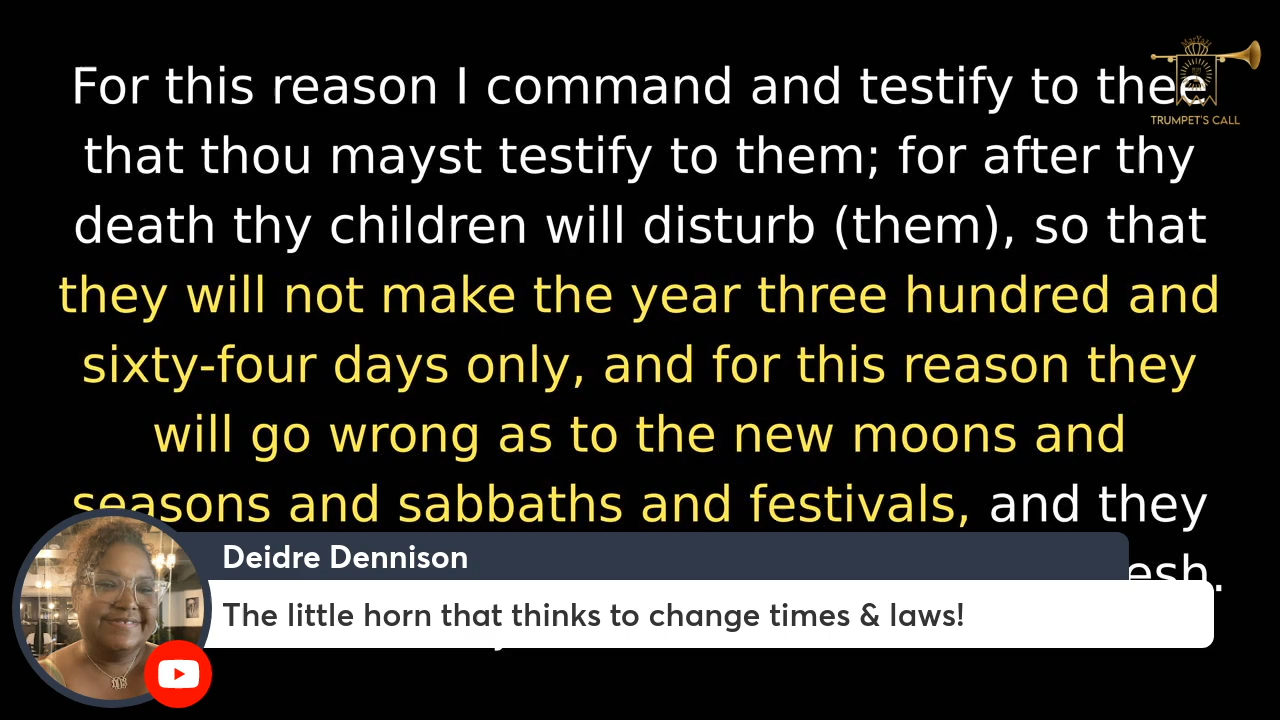 For this reason I command and testify to thee
that thou mayst testify to them; for after thy
death thy children will disturb (them), so that
they will not make the year three hundred and
sixty-four days only, and for this reason they
will go wrong as to the new moons and
seasons and sabbaths and festivals, and they
esh.
TRUMPET'S CALL
Deidre Dennison
The little horn that thinks to change times & laws!